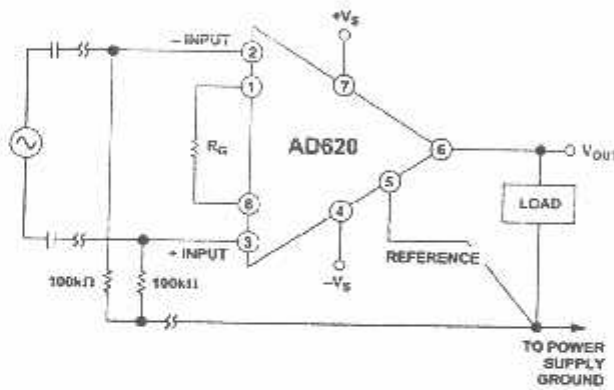 +VS
– INPUT
2
1
7
RG
AD620
6
VOUT
5
8
4
LOAD
3
+ INPUT
REFERENCE
100kΩ
100kΩ
–VS
TO POWER
SUPPLY
GROUND